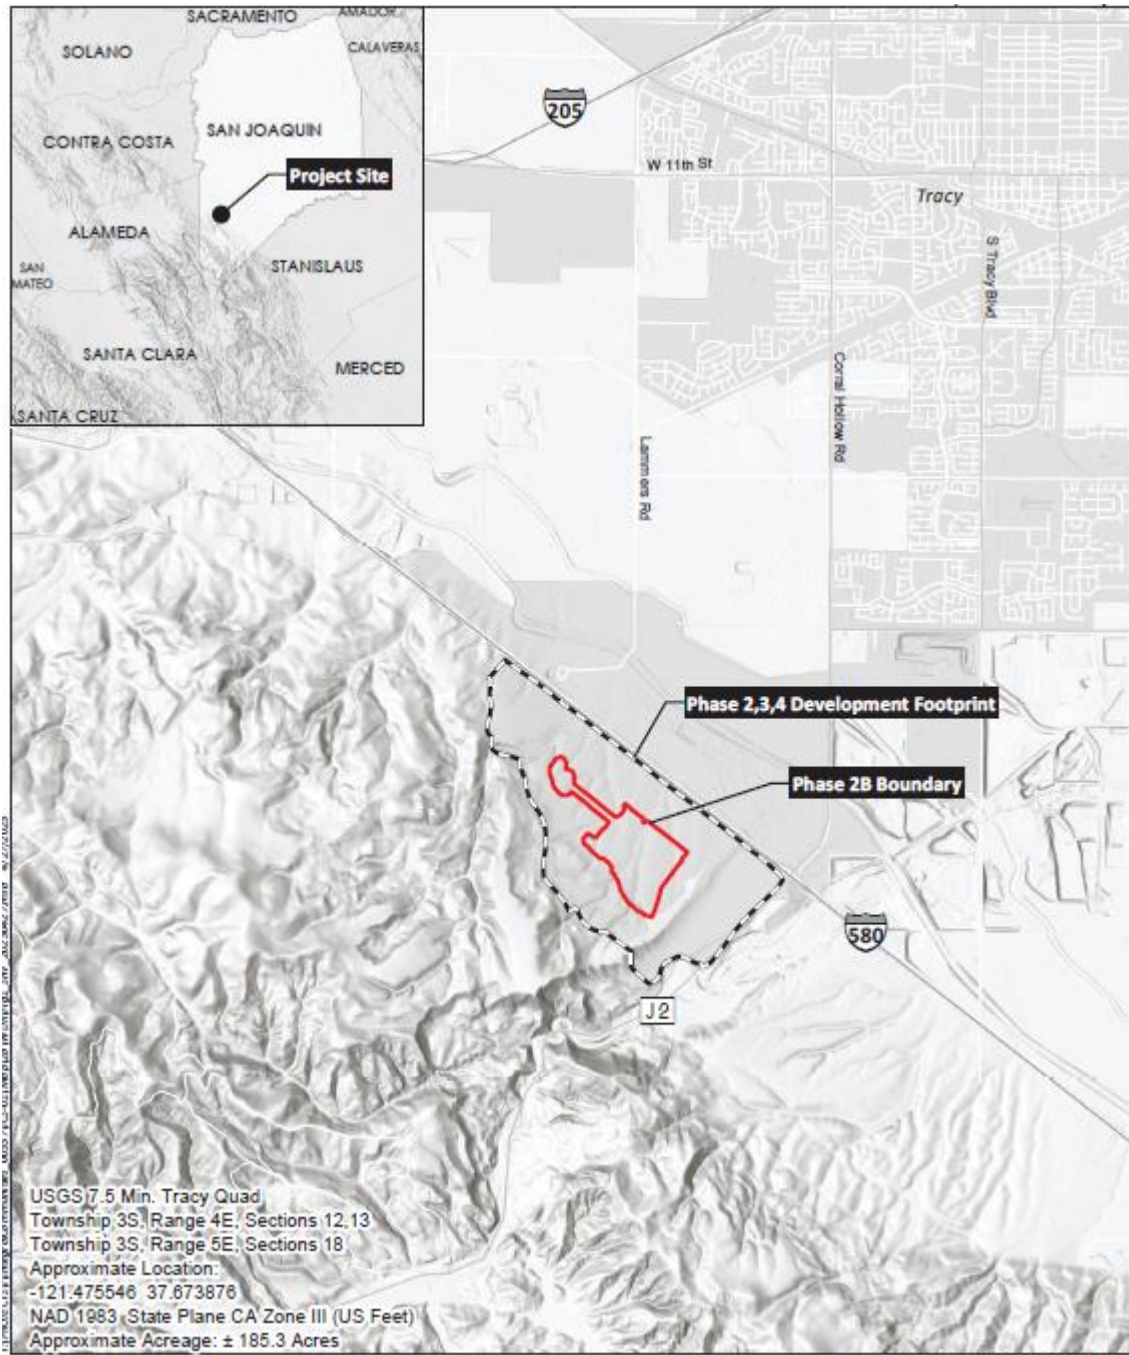 SACRAMENTO
AMADOR
SOLANO
CALAVERAS
CONTRA COSTA
SAN JOAQUIN
Project Site
ALAMEDA
SAN
MATEO
STANISLAUS
SANTA CLARA
MERCED
SANTA CRUZ
205
W 11th St
Tracy
S Tracy Blvd
Corral Hollow Rd
Lammers Rd
Phase 2,3,4 Development Footprint
Phase 2B Boundary
580
J2
USGS 7.5 Min. Tracy Quad
Township 3S, Range 4E, Sections 12,13
Township 3S, Range 5E, Sections 18
Approximate Location:
-121.475546 37.673876
NAD 1983 State Plane CA Zone III (US Feet)
Approximate Acreage: ± 185.3 Acres